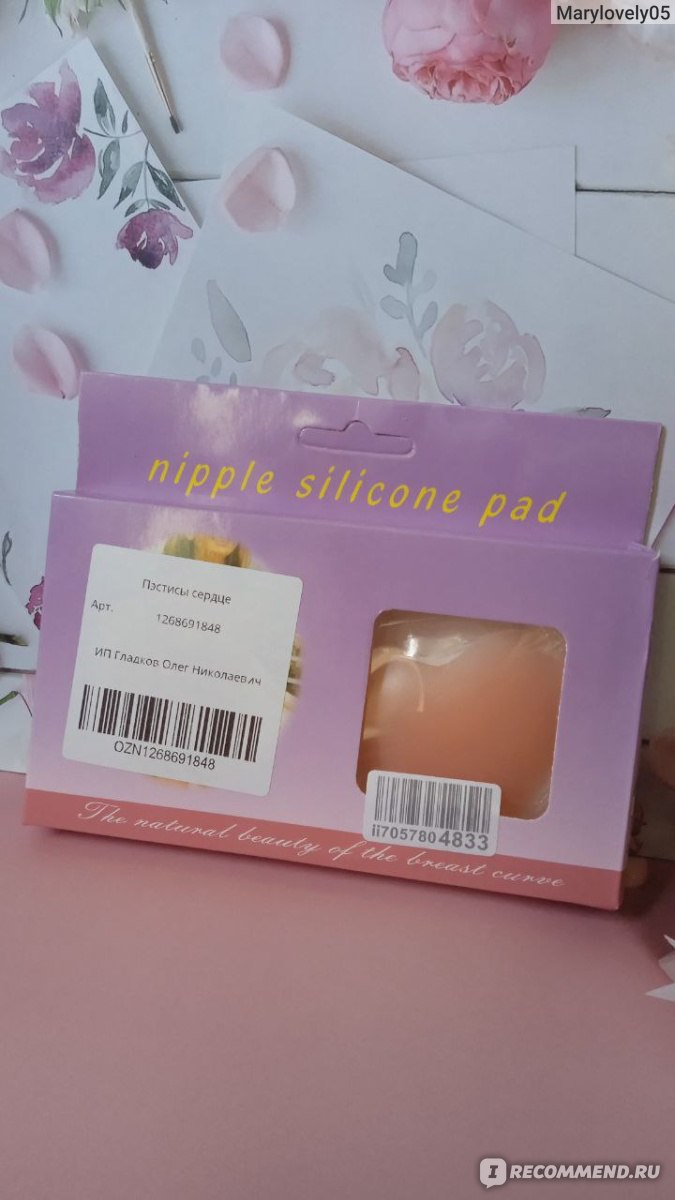 Marylovely05
nipple silicone pad
Пэстисы сердце
Арт. 1268691848
ИП Гладков Олег Николаевич
OZN1268691848
ii7057804833
The natural beauty of the breast curve
IRECOMMEND.RU